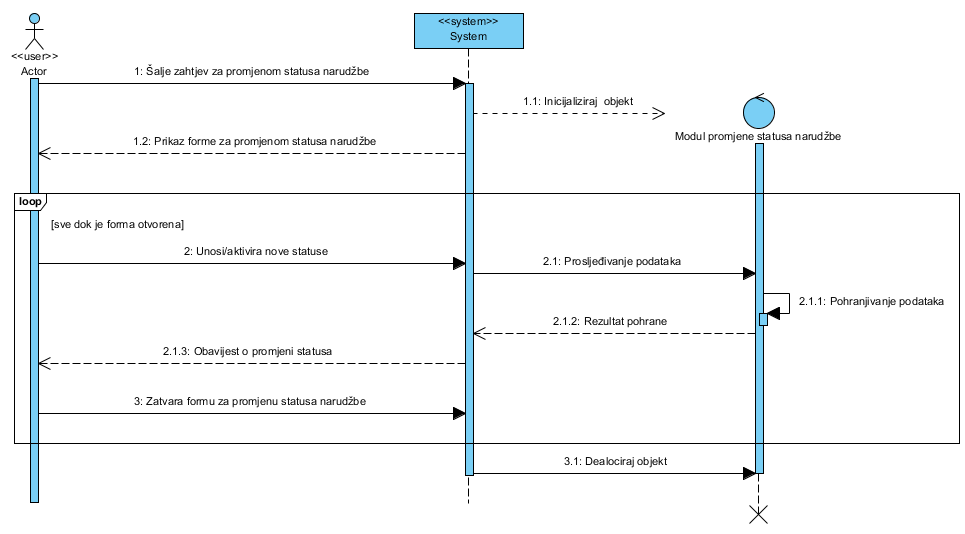 <<user>>
Actor
<<system>>
System
1: Šalje zahtjev za promjenom statusa narudžbe
1.1: Inicijaliziraj objekt
Modul promjene statusa narudžbe
1.2: Prikaz forme za promjenom statusa narudžbe
loop
[sve dok je forma otvorena]
2: Unosi/aktivira nove statuse
2.1: Prosljeđivanje podataka
2.1.1: Pohranjivanje podataka
2.1.2: Rezultat pohrane
2.1.3: Obavijest o promjeni statusa
3: Zatvara formu za promjenu statusa narudžbe
3.1: Dealociraj objekt